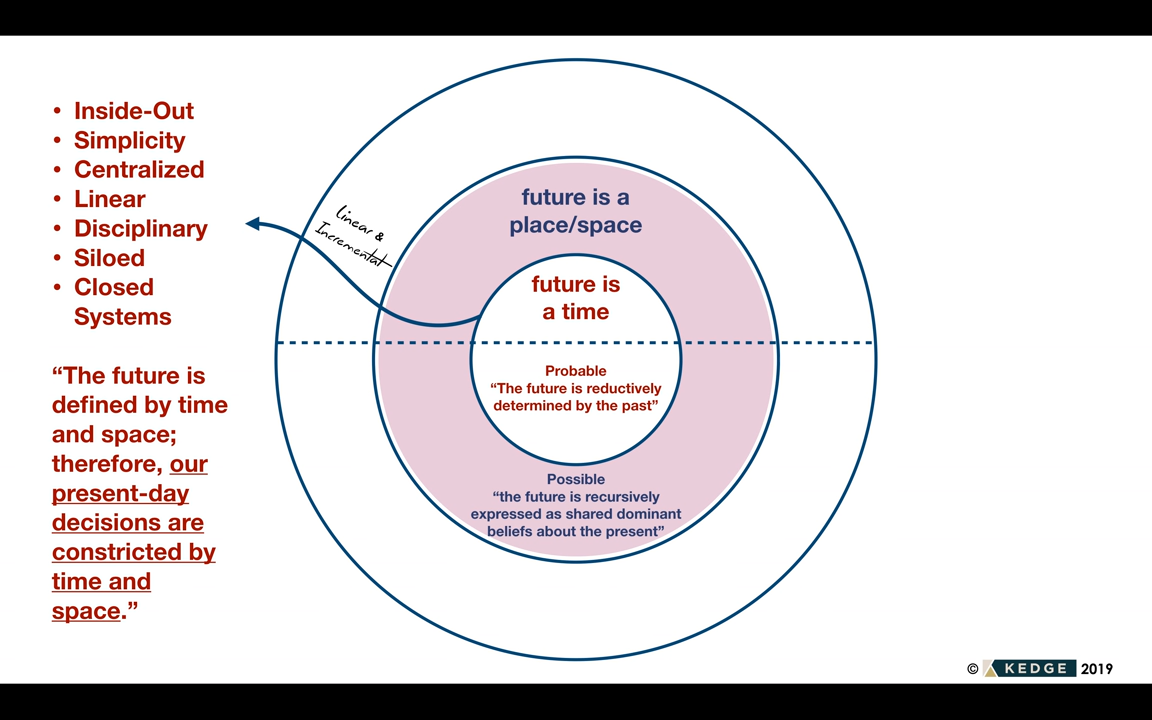 • Inside-Out
• Simplicity
• Centralized
• Linear
• Disciplinary
• Siloed
• Closed
Systems
“The future is
defined by time
and space;
therefore, our
present-day
decisions are
constricted by
time and
space.”
linear &
Incremental
future is a
place/space
future is
a time
Probable
“The future is reductively
determined by the past”
Possible
“the future is recursively
expressed as shared dominant
beliefs about the present”
© KEDGE 2019